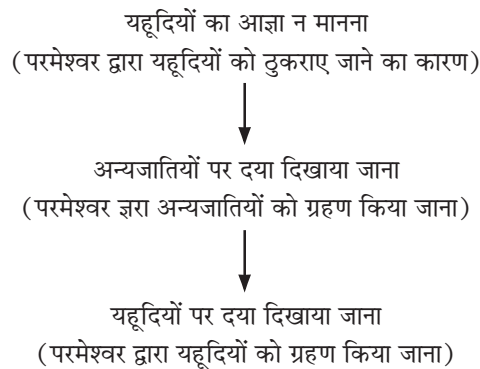 यहूदियों का आज्ञा न मानना
(परमेश्वर द्वारा यहूदियों को ठुकराए जाने का कारण)
अन्यजातियों पर दया दिखाया जाना
(परमेश्वर ज्ञरा अन्यजातियों को ग्रहण किया जाना)
यहूदियों पर दया दिखाया जाना
(परमेश्वर द्वारा यहूदियों को ग्रहण किया जाना)